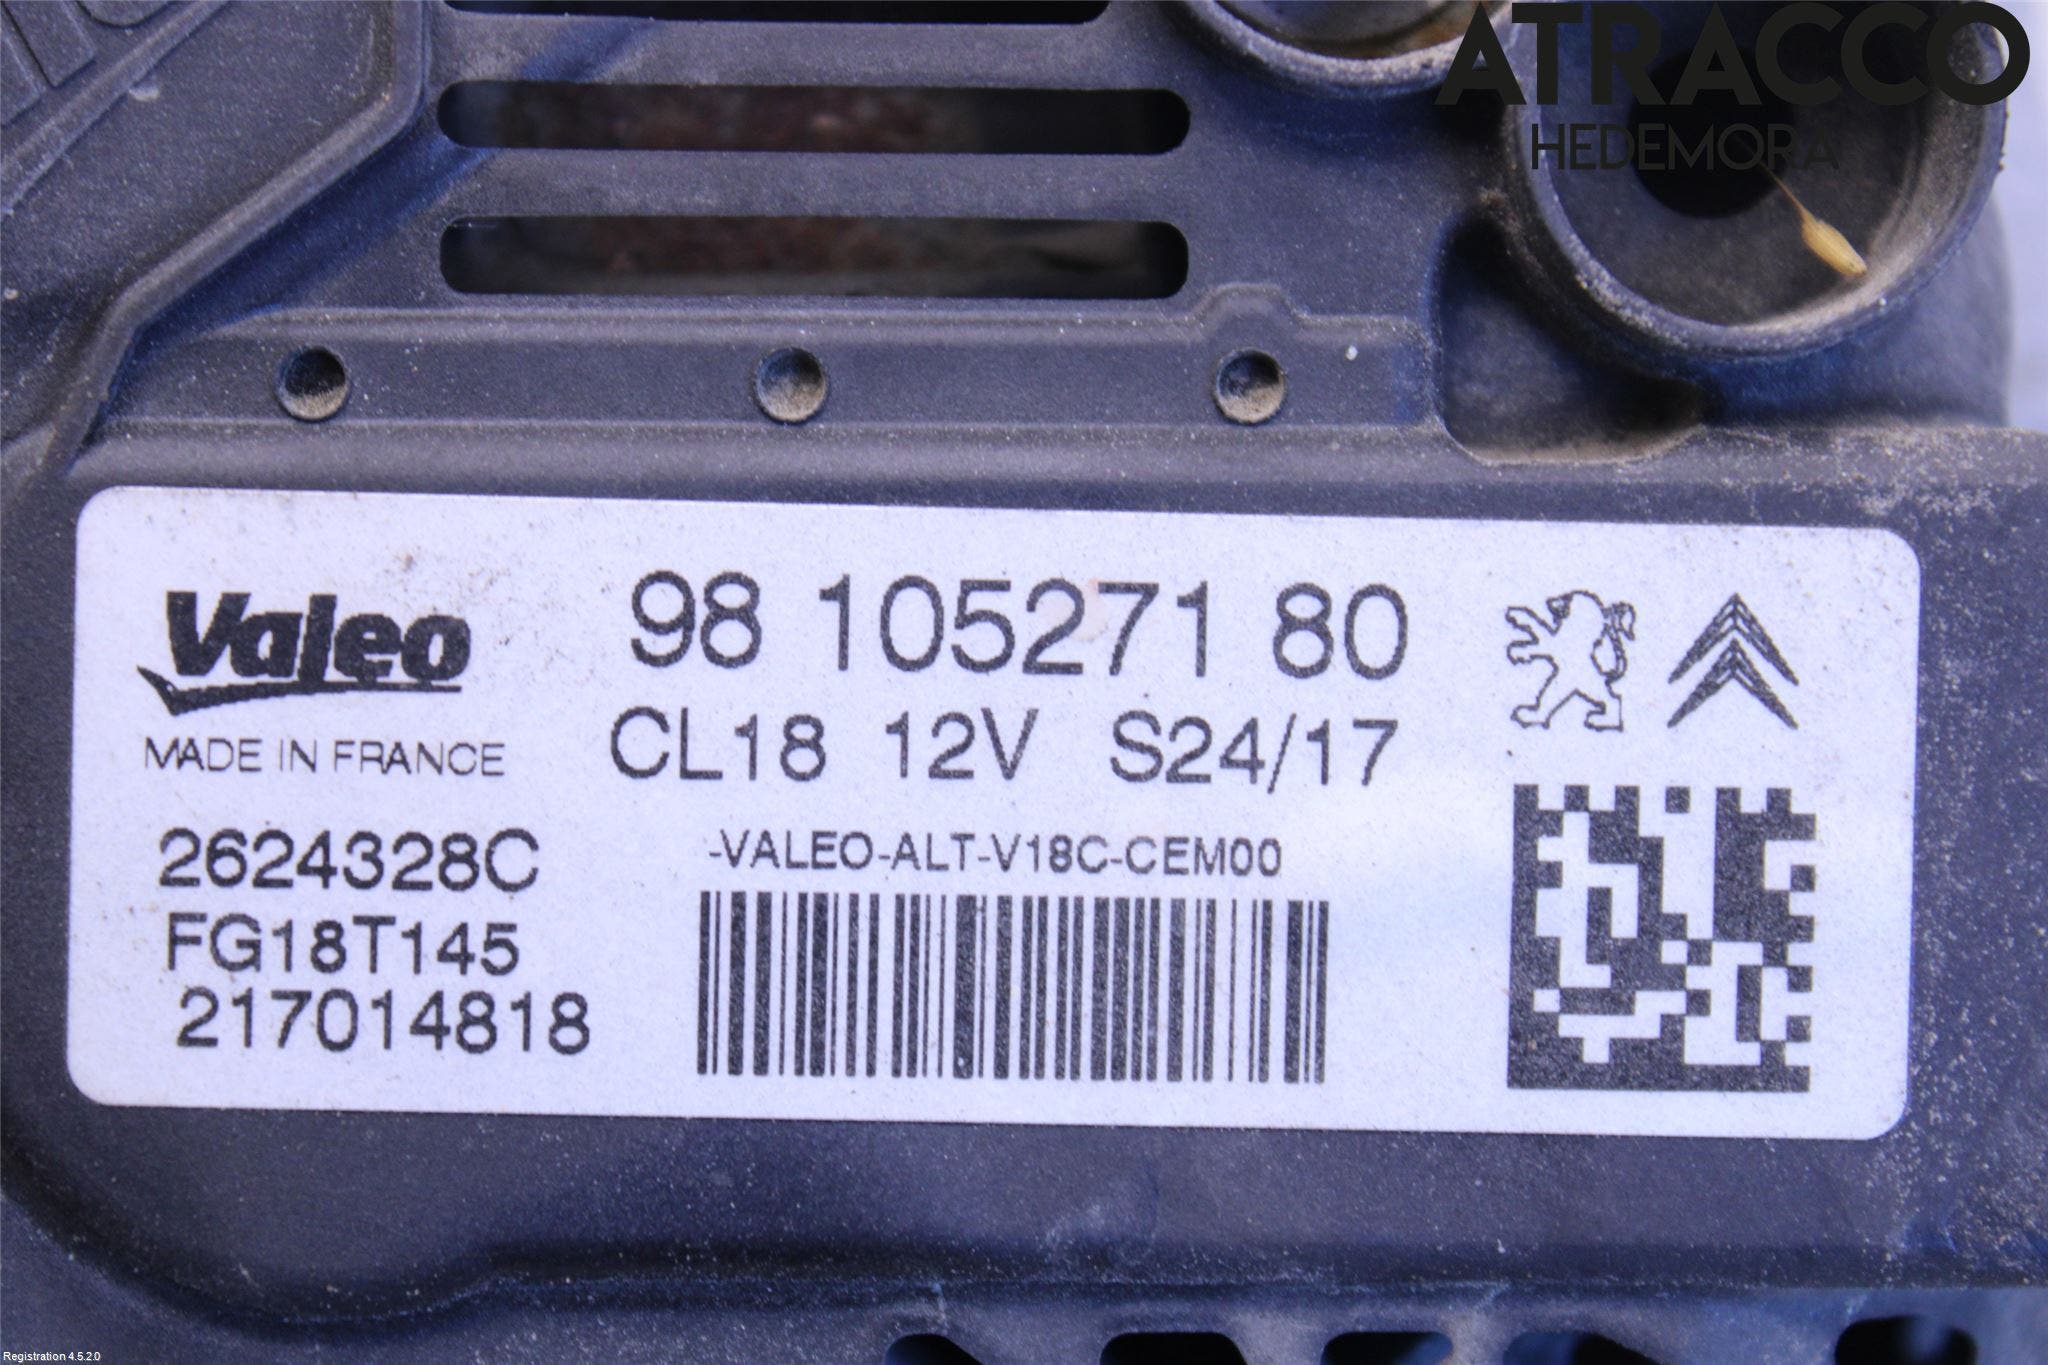 ATRACCO
HEDEMORA
Valeo
MADE IN FRANCE
98 105271 80
CL18 12V S24/17
2624328C
FG18T145
217014818
-VALEO-ALT-V18C-CEM00
Registration 4.5.2.0